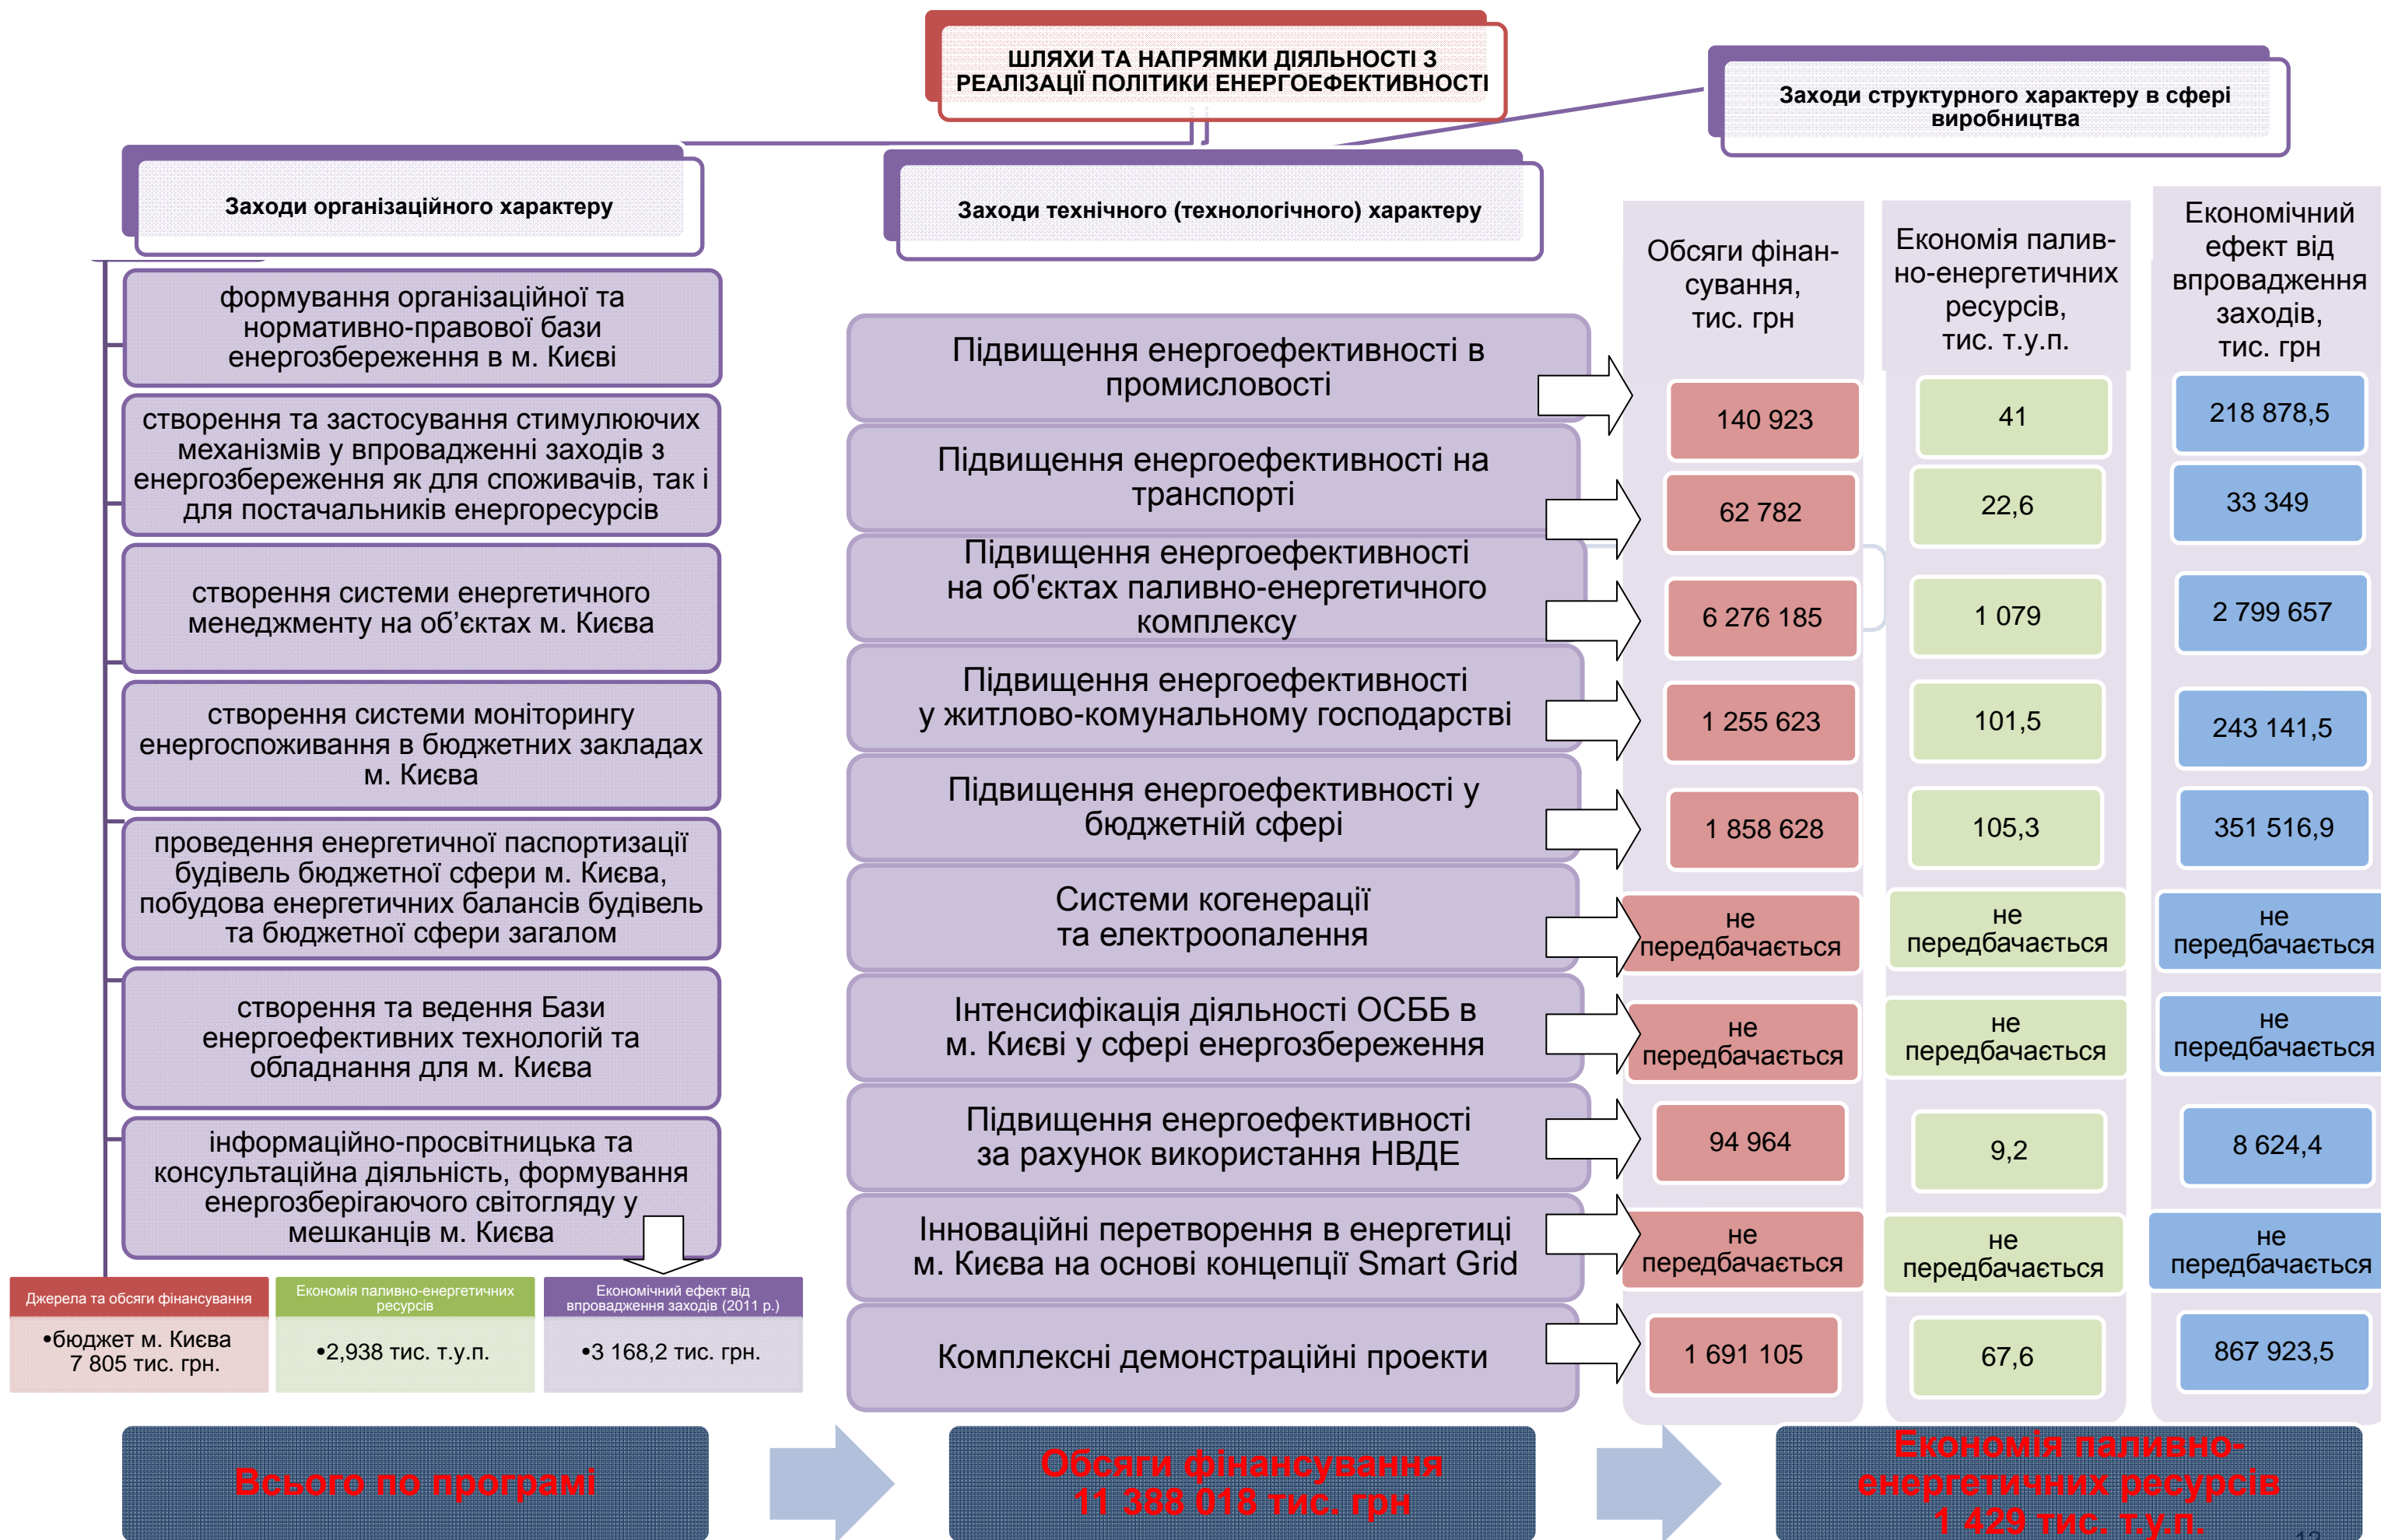 ШЛЯХИ ТА НАПРЯМКИ ДІЯЛЬНОСТІ З
РЕАЛІЗАЦІЇ ПОЛІТИКИ ЕНЕРГОЕФЕКТИВНОСТІ
Заходи структурного характеру в сфері
виробництва
Заходи організаційного характеру
Заходи технічного (технологічного) характеру
формування організаційної та
нормативно-правової бази
енергозбереження в м. Києві
створення та застосування стимулюючих
механізмів у впровадженні заходів з
енергозбереження як для споживачів, так і
для постачальників енергоресурсів
створення системи енергетичного
менеджменту на об’єктах м. Києва
створення системи моніторингу
енергоспоживання в бюджетних закладах
м. Києва
проведення енергетичної паспортизації
будівель бюджетної сфери м. Києва,
побудова енергетичних балансів будівель
та бюджетної сфери загалом
створення та ведення Бази
енергоефективних технологій та
обладнання для м. Києва
інформаційно-просвітницька та
консультаційна діяльність, формування
енергозберігаючого світогляду у
мешканців м. Києва
Джерела та обсяги фінансування
•бюджет м. Києва
7 805 тис. грн.
Економія паливно-енергетичних
ресурсів
•2,938 тис. т.у.п.
Економічний ефект від
впровадження заходів (2011 р.)
•3 168,2 тис. грн.
Обсяги фінан-
сування,
тис. грн
Економія палив-
но-енергетичних
ресурсів,
тис. т.у.п.
Економічний
ефект від
впровадження
заходів,
тис. грн
Підвищення енергоефективності в
промисловості
140 923
41
218 878,5
Підвищення енергоефективності на
транспорті
62 782
22,6
33 349
Підвищення енергоефективності
на об'єктах паливно-енергетичного
комплексу
6 276 185
1 079
2 799 657
Підвищення енергоефективності
у житлово-комунальному господарстві
1 255 623
101,5
243 141,5
Підвищення енергоефективності у
бюджетній сфері
1 858 628
105,3
351 516,9
Системи когенерації
та електроопалення
не
передбачається
не
передбачається
не
передбачається
Інтенсифікація діяльності ОСББ в
м. Києві у сфері енергозбереження
не
передбачається
не
передбачається
не
передбачається
Підвищення енергоефективності
за рахунок використання НВДЕ
94 964
9,2
8 624,4
Інноваційні перетворення в енергетиці
м. Києва на основі концепції Smart Grid
не
передбачається
не
передбачається
не
передбачається
Комплексні демонстраційні проекти
1 691 105
67,6
867 923,5
Всього по програмі
Обсяги фінансування
11 388 018 тис. грн
Економія паливно-
енергетичних ресурсів
1 429 тис. т.у.п.